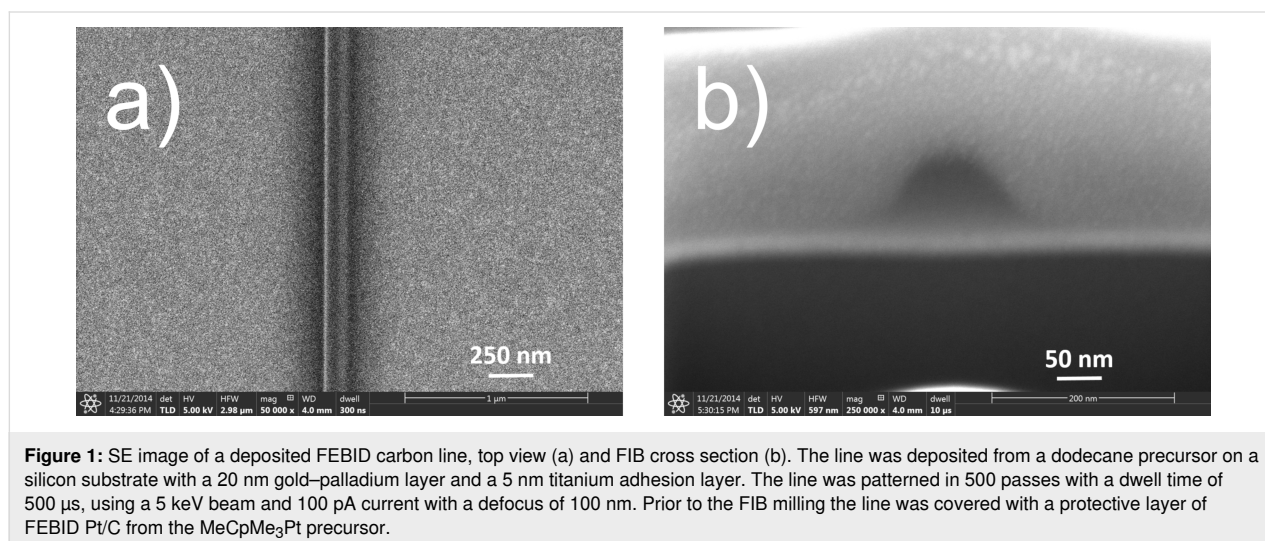 a)
250 nm
11/21/2014 det HV HFW mag WD dwell
4:29:36 PM TLD 5.00 kV 2.98 µm 50 000 x 4.0 mm 300 ns
1 µm
b)
50 nm
11/21/2014 det HV HFW mag WD dwell
5:30:15 PM TLD 5.00 kV 597 nm 250 000 x 4.0 mm 10 µs
200 nm
Figure 1: SE image of a deposited FEBID carbon line, top view (a) and FIB cross section (b). The line was deposited from a dodecane precursor on a
silicon substrate with a 20 nm gold–palladium layer and a 5 nm titanium adhesion layer. The line was patterned in 500 passes with a dwell time of
500 µs, using a 5 keV beam and 100 pA current with a defocus of 100 nm. Prior to the FIB milling the line was covered with a protective layer of
FEBID Pt/C from the MeCpMe₃Pt precursor.